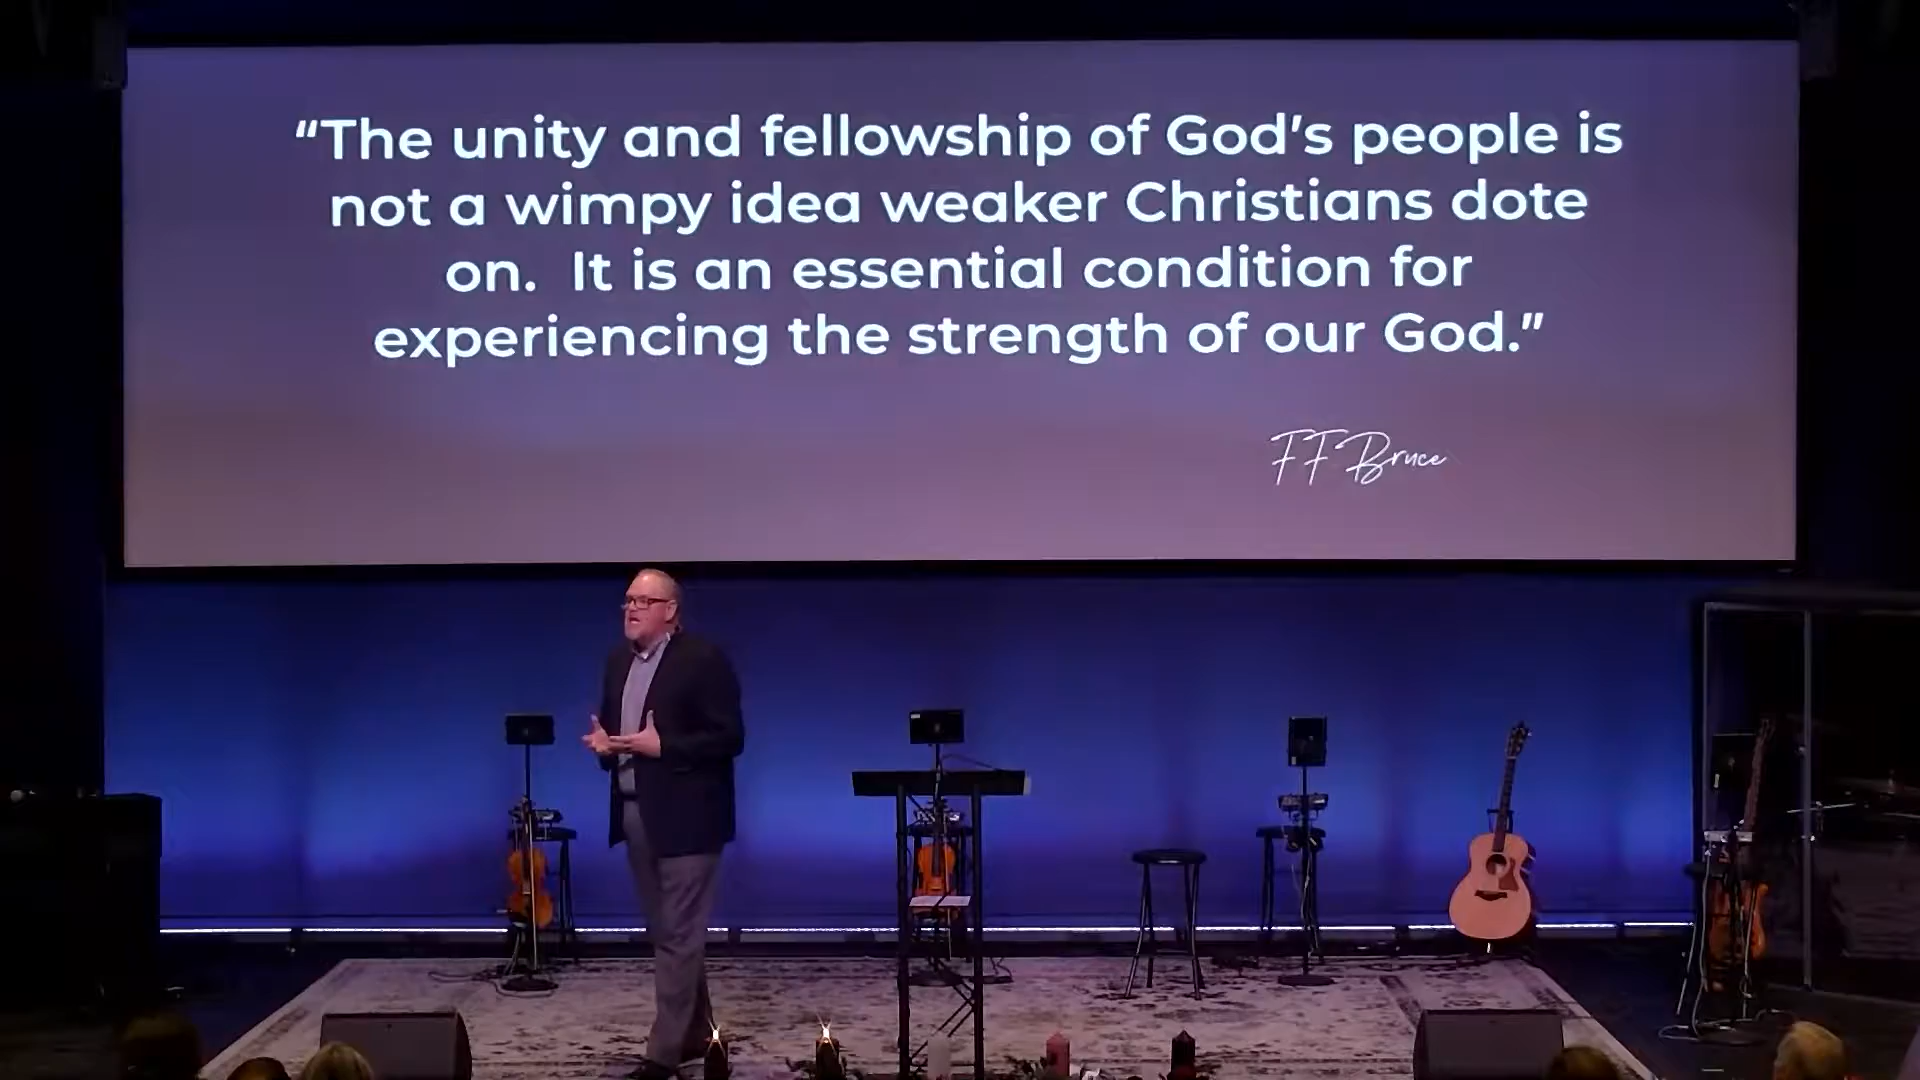 “The unity and fellowship of God’s people is
not a wimpy idea weaker Christians dote
on.  It is an essential condition for
experiencing the strength of our God.”
F F Bruce